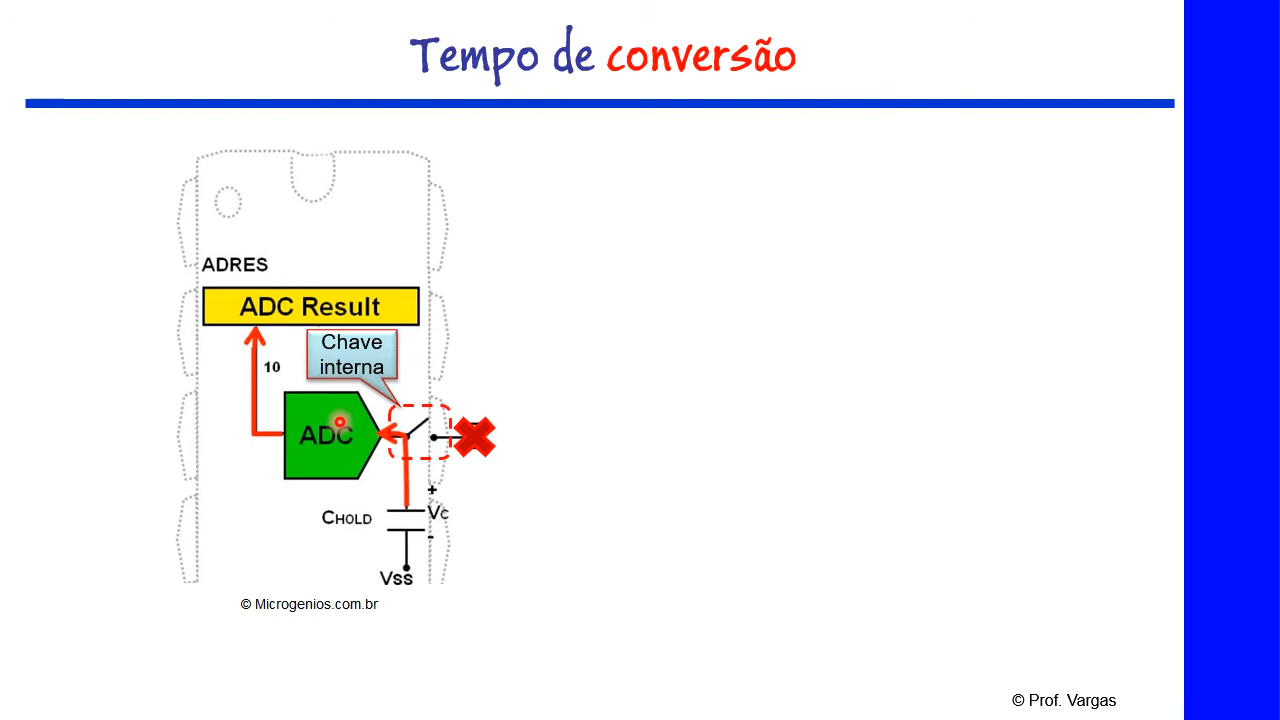 Tempo de conversão
ADRES
ADC Result
Chave
interna
10
ADC
+
CHOLD
Vc
-
Vss
© Microgenios.com.br
© Prof. Vargas